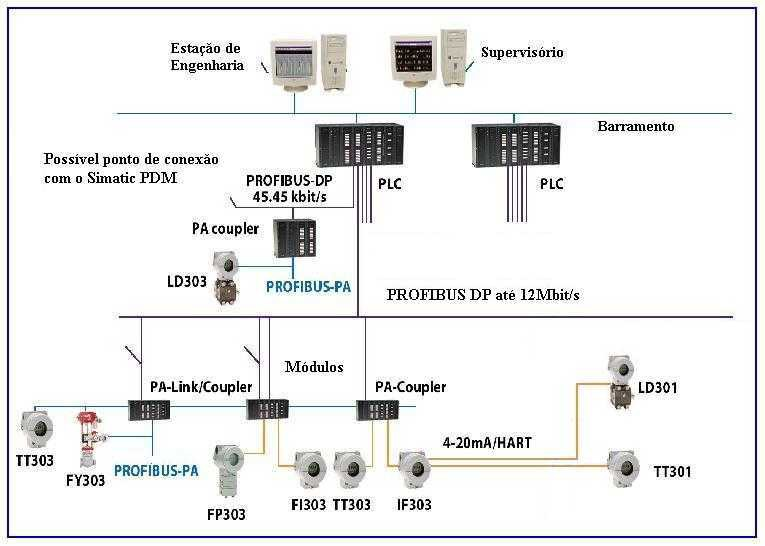 Estação de
Engenharia
Supervisório
Barramento
Possível ponto de conexão
com o Simatic PDM
PROFIBUS-DP
45.45 kbit/s
PLC
PLC
PA coupler
LD303
PROFIBUS-PA
PROFIBUS DP até 12Mbit/s
Módulos
PA-Link/Coupler
PA-Coupler
LD301
4-20mA/HART
TT303
FY303
PROFIBUS-PA
FP303
FI303
TT303
IF303
TT301